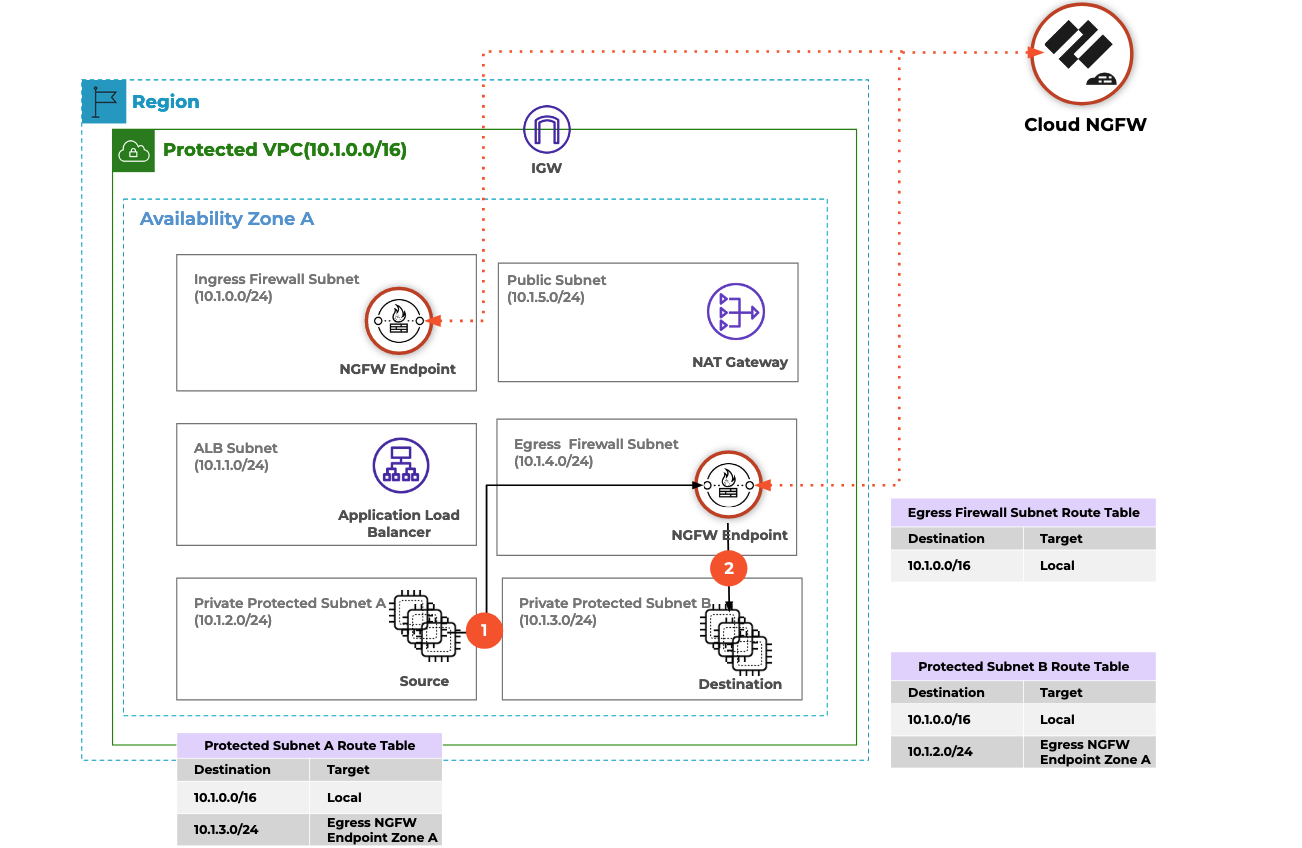 Cloud NGFW
Region
Protected VPC(10.1.0.0/16)
IGW
Availability Zone A
Ingress Firewall Subnet
(10.1.0.0/24)
NGFW Endpoint
Public Subnet
(10.1.5.0/24)
NAT Gateway
ALB Subnet
(10.1.1.0/24)
Application Load
Balancer
Egress  Firewall Subnet
(10.1.4.0/24)
NGFW Endpoint
2
Private Protected Subnet A
(10.1.2.0/24)
1
Source
Private Protected Subnet B
(10.1.3.0/24)
Destination
Egress Firewall Subnet Route Table
Destination Target
10.1.0.0/16 Local
Protected Subnet B Route Table
Destination Target
10.1.0.0/16 Local
10.1.2.0/24 Egress NGFW
Endpoint Zone A
Protected Subnet A Route Table
Destination Target
10.1.0.0/16 Local
10.1.3.0/24 Egress NGFW
Endpoint Zone A